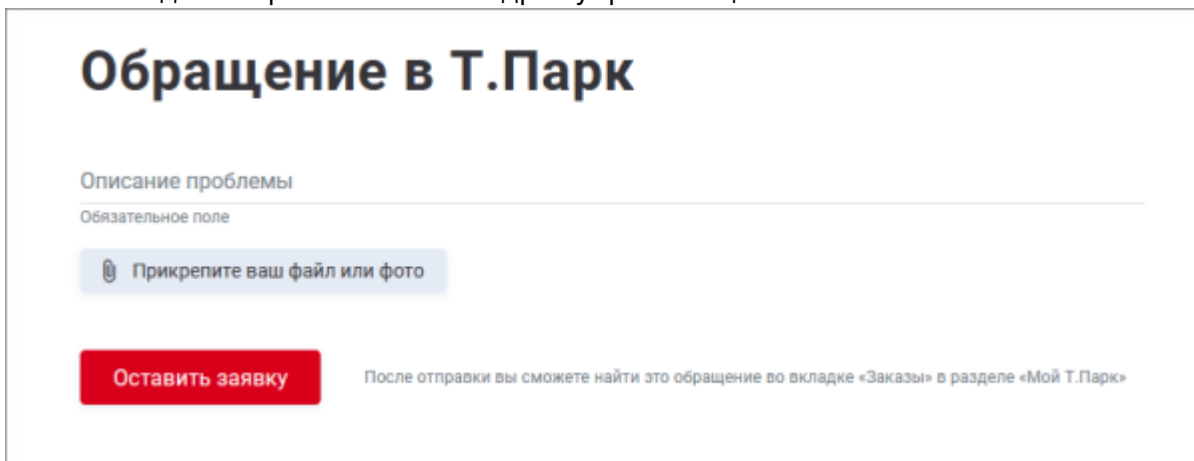 Обращение в Т.Парк
Описание проблемы
Обязательное поле
Прикрепите ваш файл или фото
Оставить заявку
После отправки вы сможете найти это обращение во вкладке «Заказы» в разделе «Мой Т.Парк»